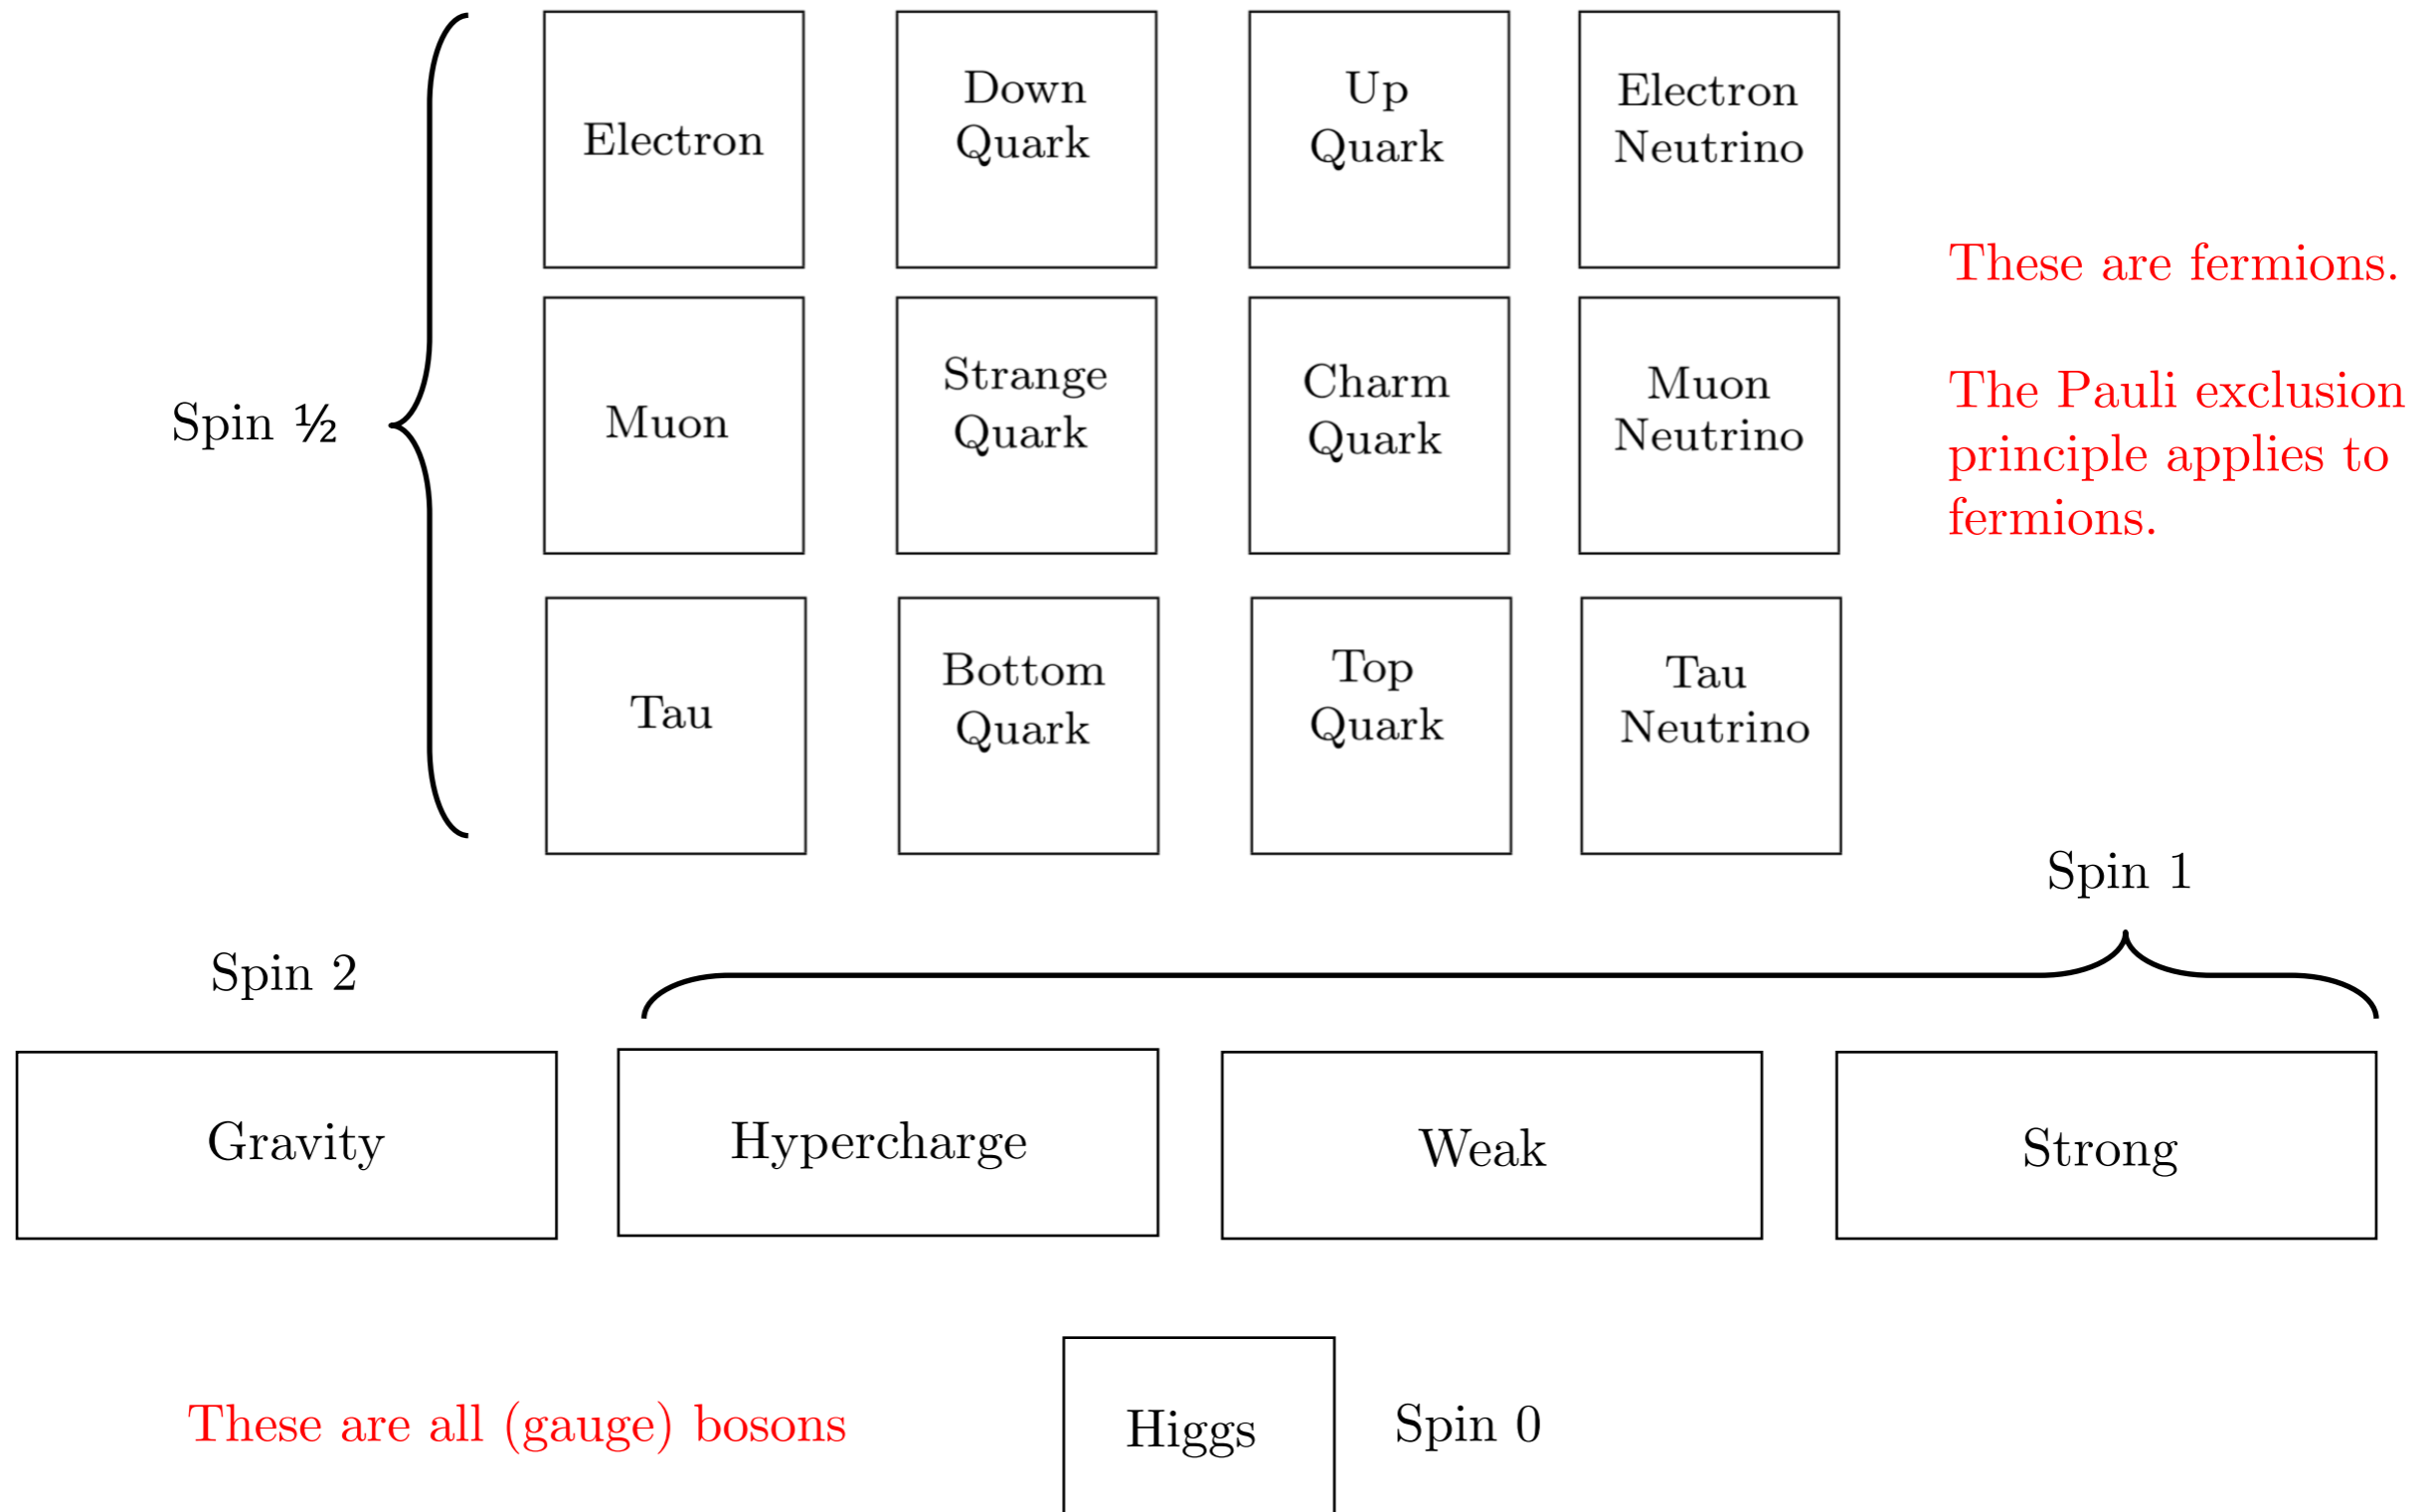 Electron
Down
Quark
Up
Quark
Electron
Neutrino
These are fermions.
The Pauli exclusion
principle applies to
fermions.
Spin ½
Muon
Strange
Quark
Charm
Quark
Muon
Neutrino
Tau
Bottom
Quark
Top
Quark
Tau
Neutrino
Spin 1
Spin 2
Gravity
Hypercharge
Weak
Strong
These are all (gauge) bosons
Higgs
Spin 0